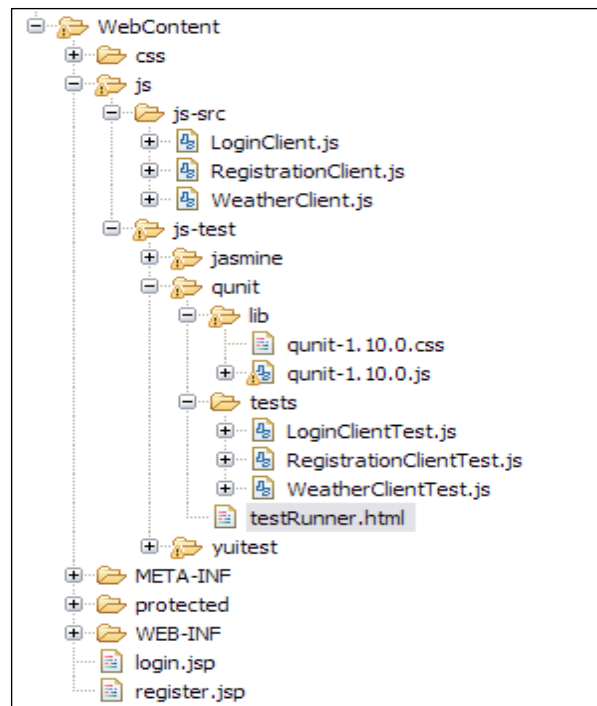 WebContent
css
js
js-src
LoginClient.js
RegistrationClient.js
WeatherClient.js
js-test
jasmine
qunit
lib
qunit-1.10.0.css
qunit-1.10.0.js
tests
LoginClientTest.js
RegistrationClientTest.js
WeatherClientTest.js
testRunner.html
yuitest
META-INF
protected
WEB-INF
login.jsp
register.jsp